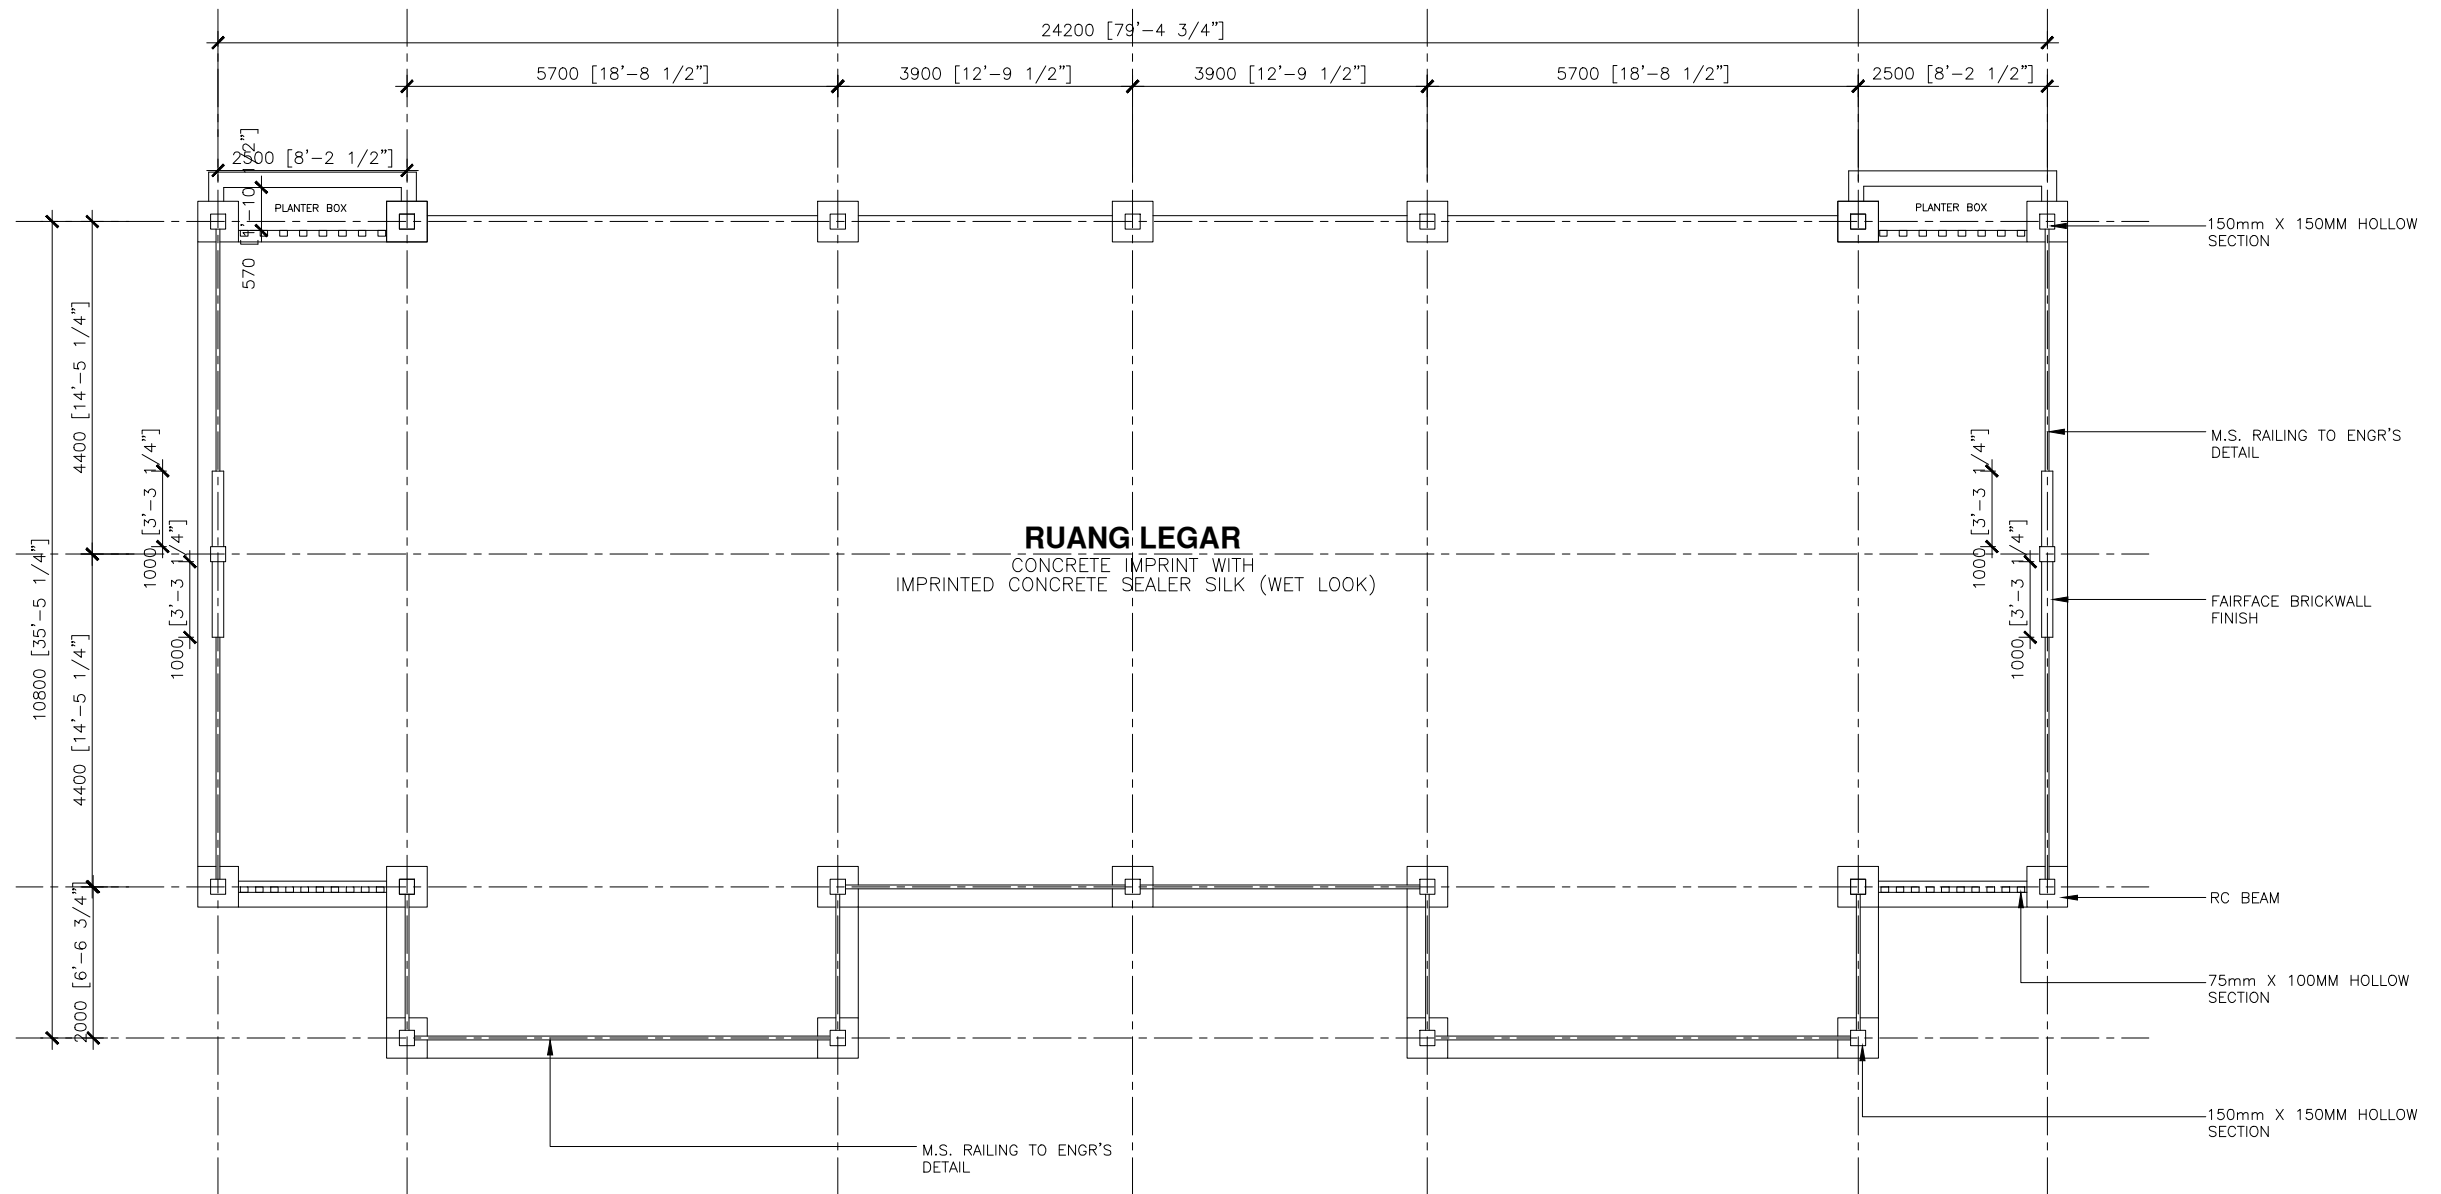 24200 [79'-4 3/4"]
5700 [18'-8 1/2"]
3900 [12'-9 1/2"]
3900 [12'-9 1/2"]
5700 [18'-8 1/2"]
2500 [8'-2 1/2"]
2500 [8'-2 1/2"]
570 [1'-10 1/2"]
PLANTER BOX
PLANTER BOX
150mm X 150MM HOLLOW
SECTION
4400 [14'-5 1/4"]
10800 [35'-5 1/4"]
4400 [14'-5 1/4"]
2000 [6'-6 3/4"]
1000 [3'-3 1/4"]
1000 [3'-3 1/4"]
RUANG LEGAR
CONCRETE IMPRINT WITH
IMPRINTED CONCRETE SEALER SILK (WET LOOK)
1000 [3'-3 1/4"]
1000 [3'-3 1/4"]
M.S. RAILING TO ENGR'S
DETAIL
FAIRFACE BRICKWALL
FINISH
RC BEAM
75mm X 100MM HOLLOW
SECTION
150mm X 150MM HOLLOW
SECTION
M.S. RAILING TO ENGR'S
DETAIL